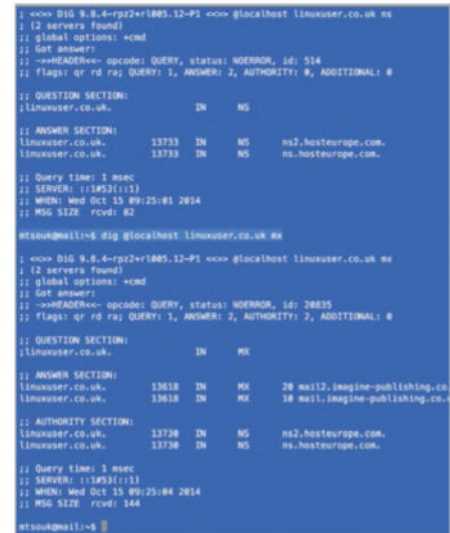 ; <<>> DiG 9.8.4-rpz2+rl005.12-P1 <<>> @localhost linuxuser.co.uk ns
; (2 servers found)
;; global options: +cmd
;; Got answer:
;; ->>HEADER<<- opcode: QUERY, status: NOERROR, id: 514
;; flags: qr rd ra; QUERY: 1, ANSWER: 2, AUTHORITY: 0, ADDITIONAL: 0
;; QUESTION SECTION:
;linuxuser.co.uk. IN NS
;; ANSWER SECTION:
linuxuser.co.uk. 13733 IN NS ns2.hosteurope.com.
linuxuser.co.uk. 13733 IN NS ns.hosteurope.com.
;; Query time: 1 msec
;; SERVER: ::1#53(::1)
;; WHEN: Wed Oct 15 09:25:01 2014
;; MSG SIZE rcvd: 82
mtsouk@mail:~$ dig @localhost linuxuser.co.uk mx
; <<>> DiG 9.8.4-rpz2+rl005.12-P1 <<>> @localhost linuxuser.co.uk mx
; (2 servers found)
;; global options: +cmd
;; Got answer:
;; ->>HEADER<<- opcode: QUERY, status: NOERROR, id: 20835
;; flags: qr rd ra; QUERY: 1, ANSWER: 2, AUTHORITY: 2, ADDITIONAL: 0
;; QUESTION SECTION:
;linuxuser.co.uk. IN MX
;; ANSWER SECTION:
linuxuser.co.uk. 13618 IN MX 20 mail2.imagine-publishing.co.
linuxuser.co.uk. 13618 IN MX 10 mail.imagine-publishing.co.
;; AUTHORITY SECTION:
linuxuser.co.uk. 13730 IN NS ns2.hosteurope.com.
linuxuser.co.uk. 13730 IN NS ns.hosteurope.com.
;; Query time: 1 msec
;; SERVER: ::1#53(::1)
;; WHEN: Wed Oct 15 09:25:04 2014
;; MSG SIZE rcvd: 144
mtsouk@mail:~$